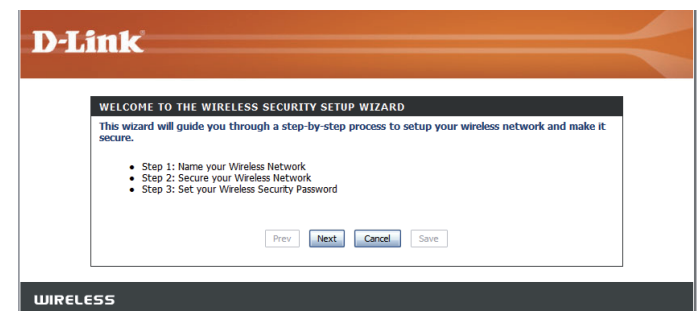 D-Link
WELCOME TO THE WIRELESS SECURITY SETUP WIZARD
This wizard will guide you through a step-by-step process to setup your wireless network and make it
secure.
• Step 1: Name your Wireless Network
• Step 2: Secure your Wireless Network
• Step 3: Set your Wireless Security Password
Prev Next Cancel Save
WIRELESS